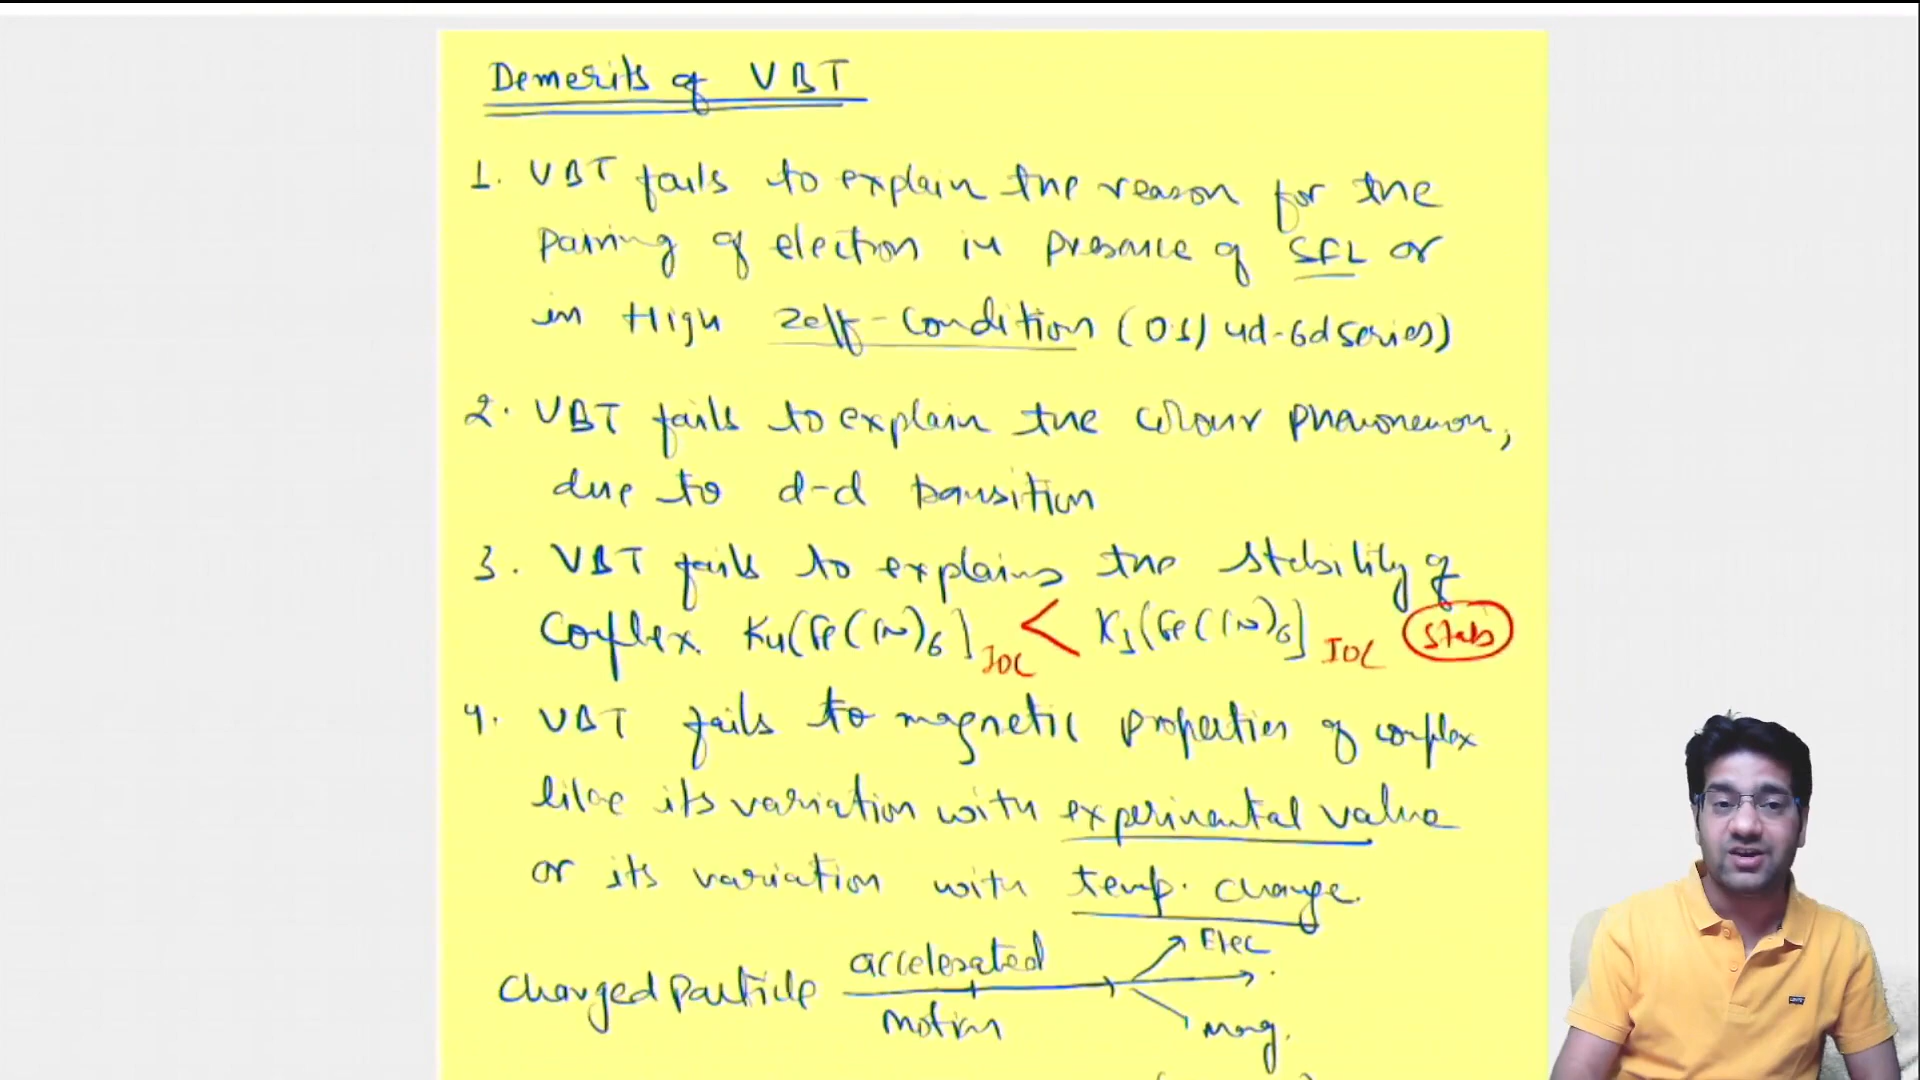 Demerits of VBT
1. VBT fails to explain the reason for the
pairing of electron in presence of SFL or
in High Zeff-condition (O.S) 4d-6d series)
2. VBT fails to explain the colour phenomenon,
due to d-d transition
3. VBT fails to explains the stability of
complex K4[Fe(CN)6] IOC < K3[Fe(CN)6] IOC Stab
4. VBT fails to magnetic properties of complex
like its variation with experimental value
or its variation with temp. change.
Charged particle accelerated motion Elec Mag.